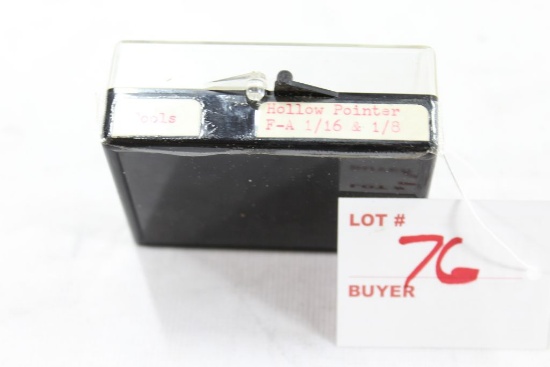 Tools
Hollow Pointer
F-A 1/16 & 1/8
LOT #
76
BUYER